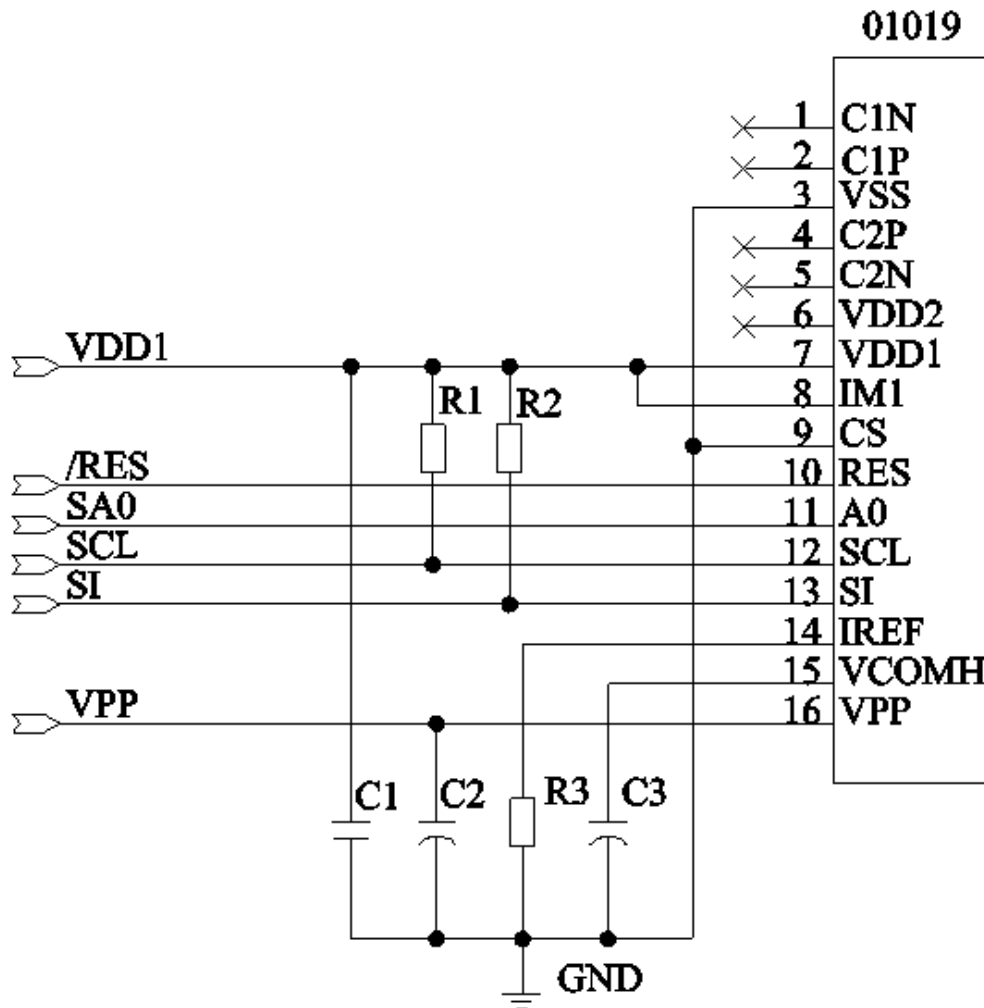 01019
1 C1N
2 C1P
3 VSS
4 C2P
5 C2N
6 VDD2
VDD1 7 VDD1
R1 R2 8 IM1
9 CS
/RES 10 RES
SA0 11 A0
SCL 12 SCL
SI 13 SI
14 IREF
15 VCOMH
VPP 16 VPP
C1 C2 R3 C3
GND